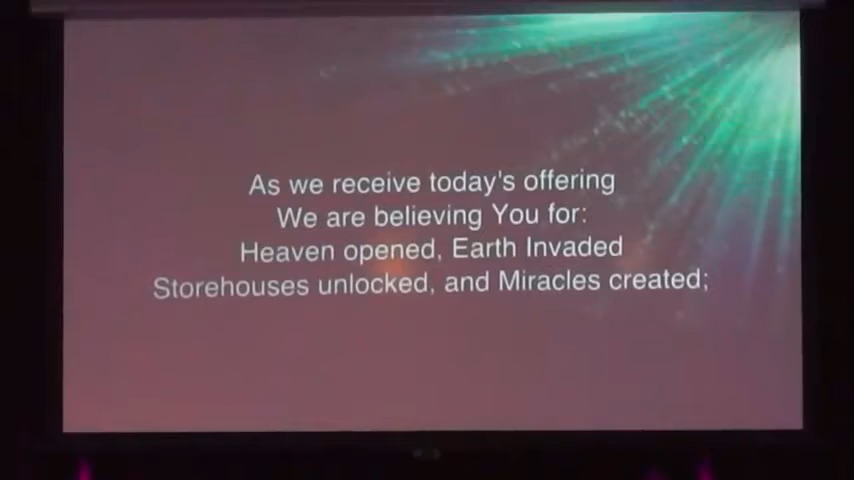 As we receive today's offering
We are believing You for:
Heaven opened, Earth Invaded
Storehouses unlocked, and Miracles created;